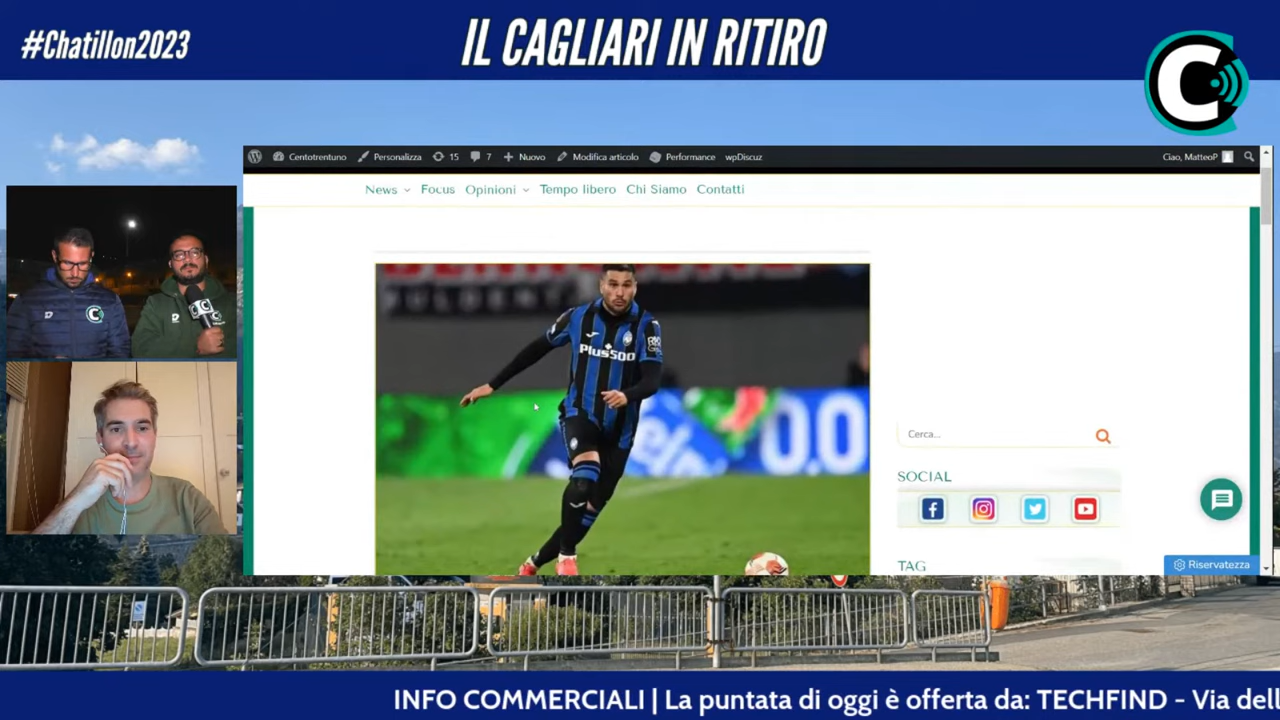 #Chatillon2023
IL CAGLIARI IN RITIRO
C
Centotrentuno Personalizza 15 7 Nuovo Modifica articolo Performance wpDiscuz Ciao, MatteoP
News Focus Opinioni Tempo libero Chi Siamo Contatti
Plus500
0.0
Cerca...
SOCIAL
TAG
Riservatezza
INFO COMMERCIALI | La puntata di oggi è offerta da: TECHFIND - Via dell